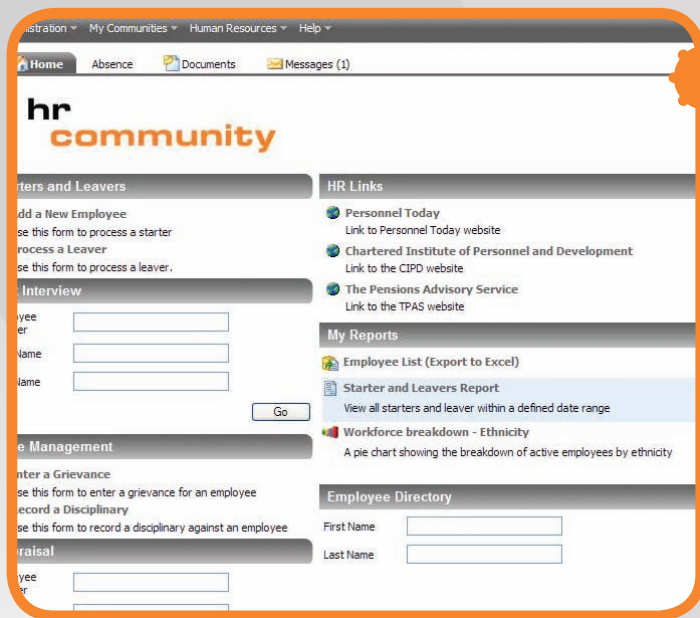 istration My Communities Human Resources Help
Home Absence Documents Messages (1)
hr
community
rters and Leavers
dd a New Employee
se this form to process a starter
rocess a Leaver
se this form to process a leaver.
Interview
yee
er
Name
Name
Go
e Management
nter a Grievance
se this form to enter a grievance for an employee
ecord a Disciplinary
se this form to record a disciplinary against an employee
raisal
yee
er
HR Links
Personnel Today
Link to Personnel Today website
Chartered Institute of Personnel and Development
Link to the CIPD website
The Pensions Advisory Service
Link to the TPAS website
My Reports
Employee List (Export to Excel)
Starter and Leavers Report
View all starters and leaver within a defined date range
Workforce breakdown - Ethnicity
A pie chart showing the breakdown of active employees by ethnicity
Employee Directory
First Name
Last Name